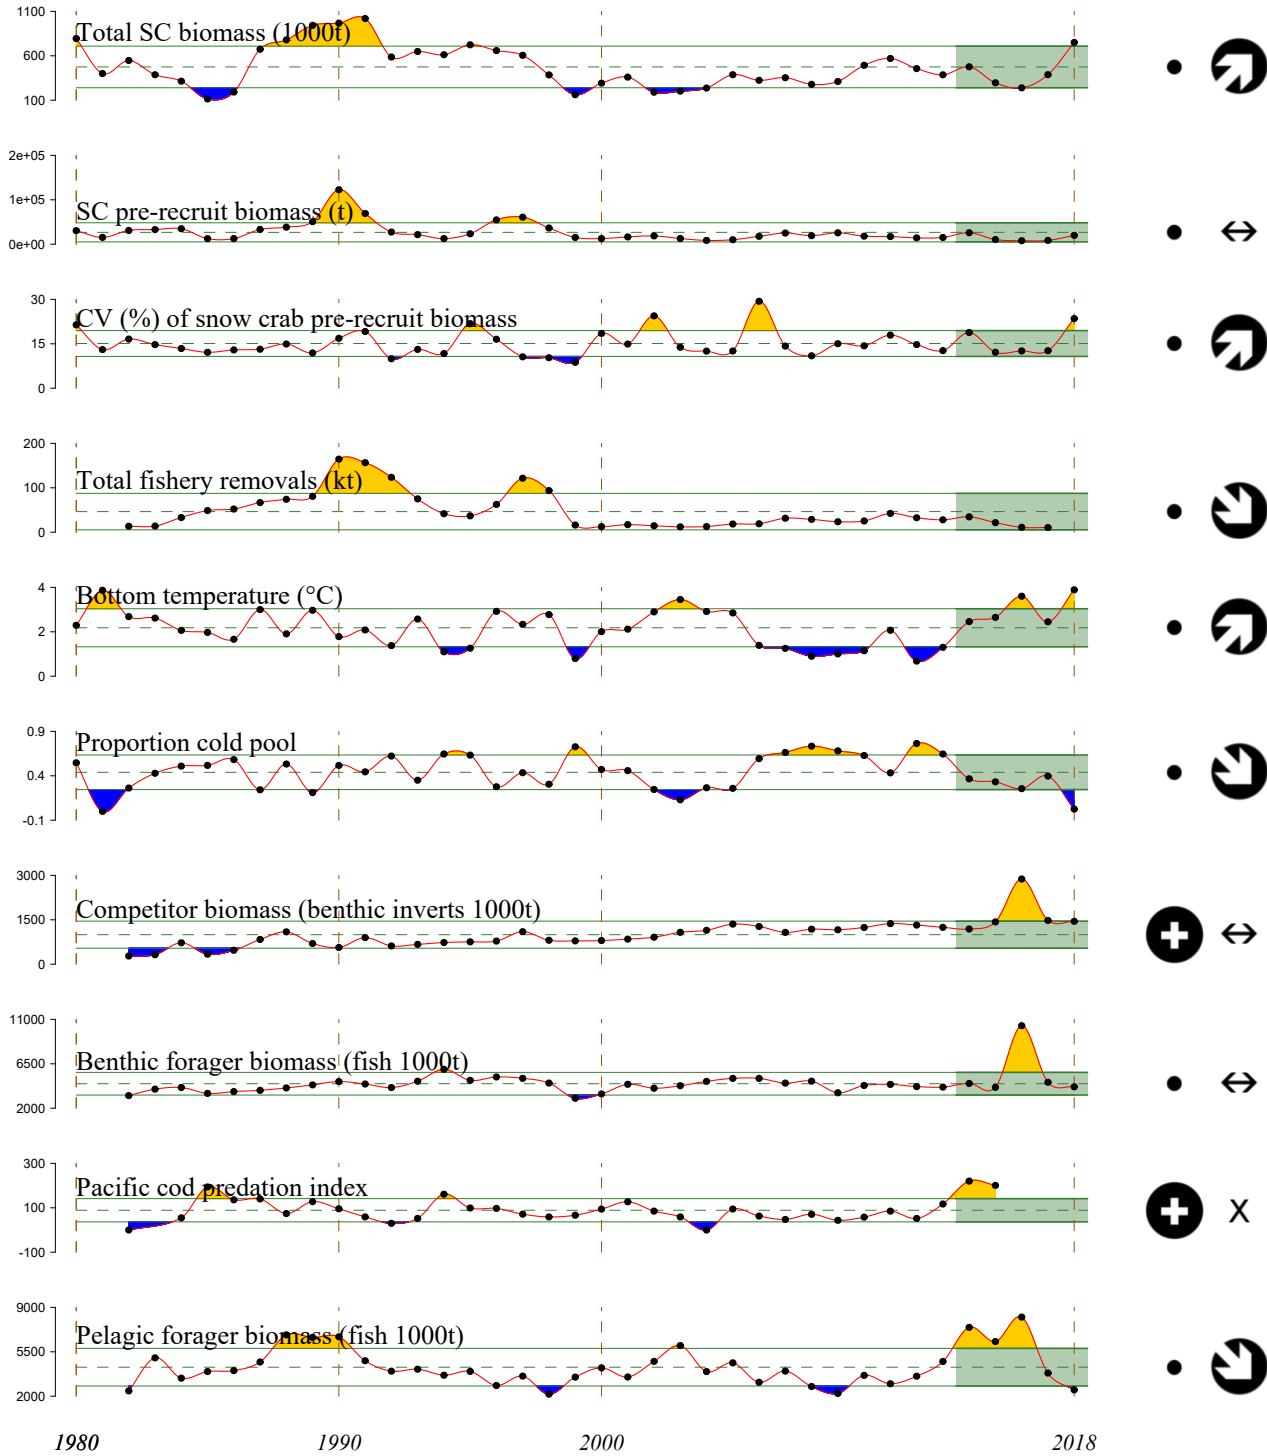 1100
Total SC biomass (1000t)
600
100
2e+05
1e+05
SC pre-recruit biomass (t)
0e+00
30
CV (%) of snow crab pre-recruit biomass
15
0
200
Total fishery removals (kt)
100
0
4
Bottom temperature (°C)
2
0
0.9
Proportion cold pool
0.4
-0.1
3000
Competitor biomass (benthic inverts 1000t)
1500
0
11000
Benthic forager biomass (fish 1000t)
6500
2000
300
Pacific cod predation index
100
X
-100
9000
Pelagic forager biomass (fish 1000t)
5500
2000
1980 1990 2000 2018